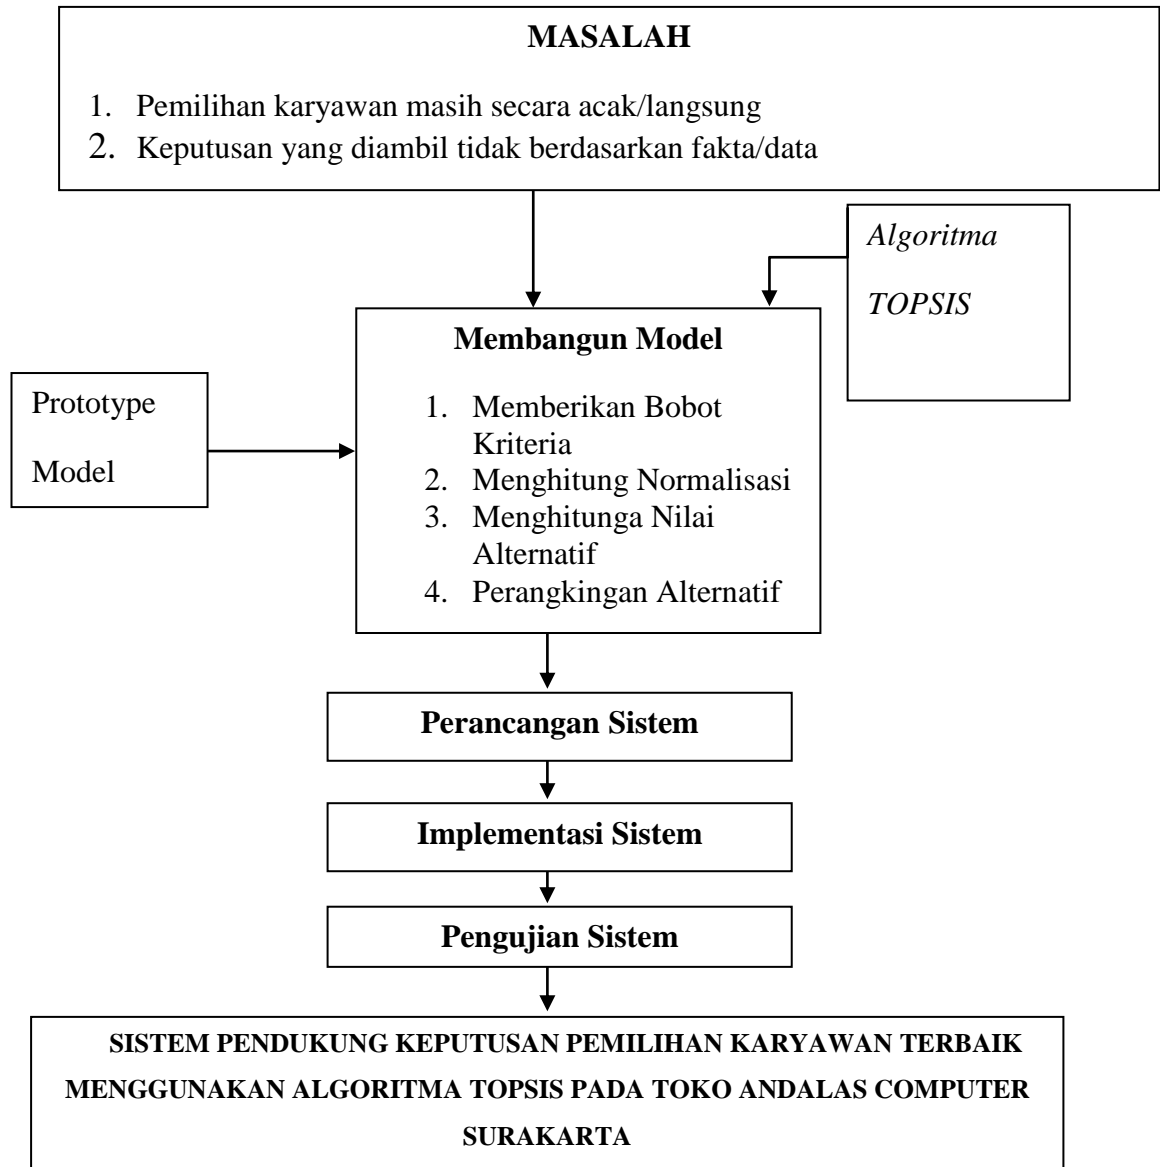 MASALAH
1. Pemilihan karyawan masih secara acak/langsung
2. Keputusan yang diambil tidak berdasarkan fakta/data
Algoritma
TOPSIS
Membangun Model
1. Memberikan Bobot
Kriteria
2. Menghitung Normalisasi
3. Menghitunga Nilai
Alternatif
4. Perangkingan Alternatif
Prototype
Model
Perancangan Sistem
Implementasi Sistem
Pengujian Sistem
SISTEM PENDUKUNG KEPUTUSAN PEMILIHAN KARYAWAN TERBAIK
MENGGUNAKAN ALGORITMA TOPSIS PADA TOKO ANDALAS COMPUTER
SURAKARTA